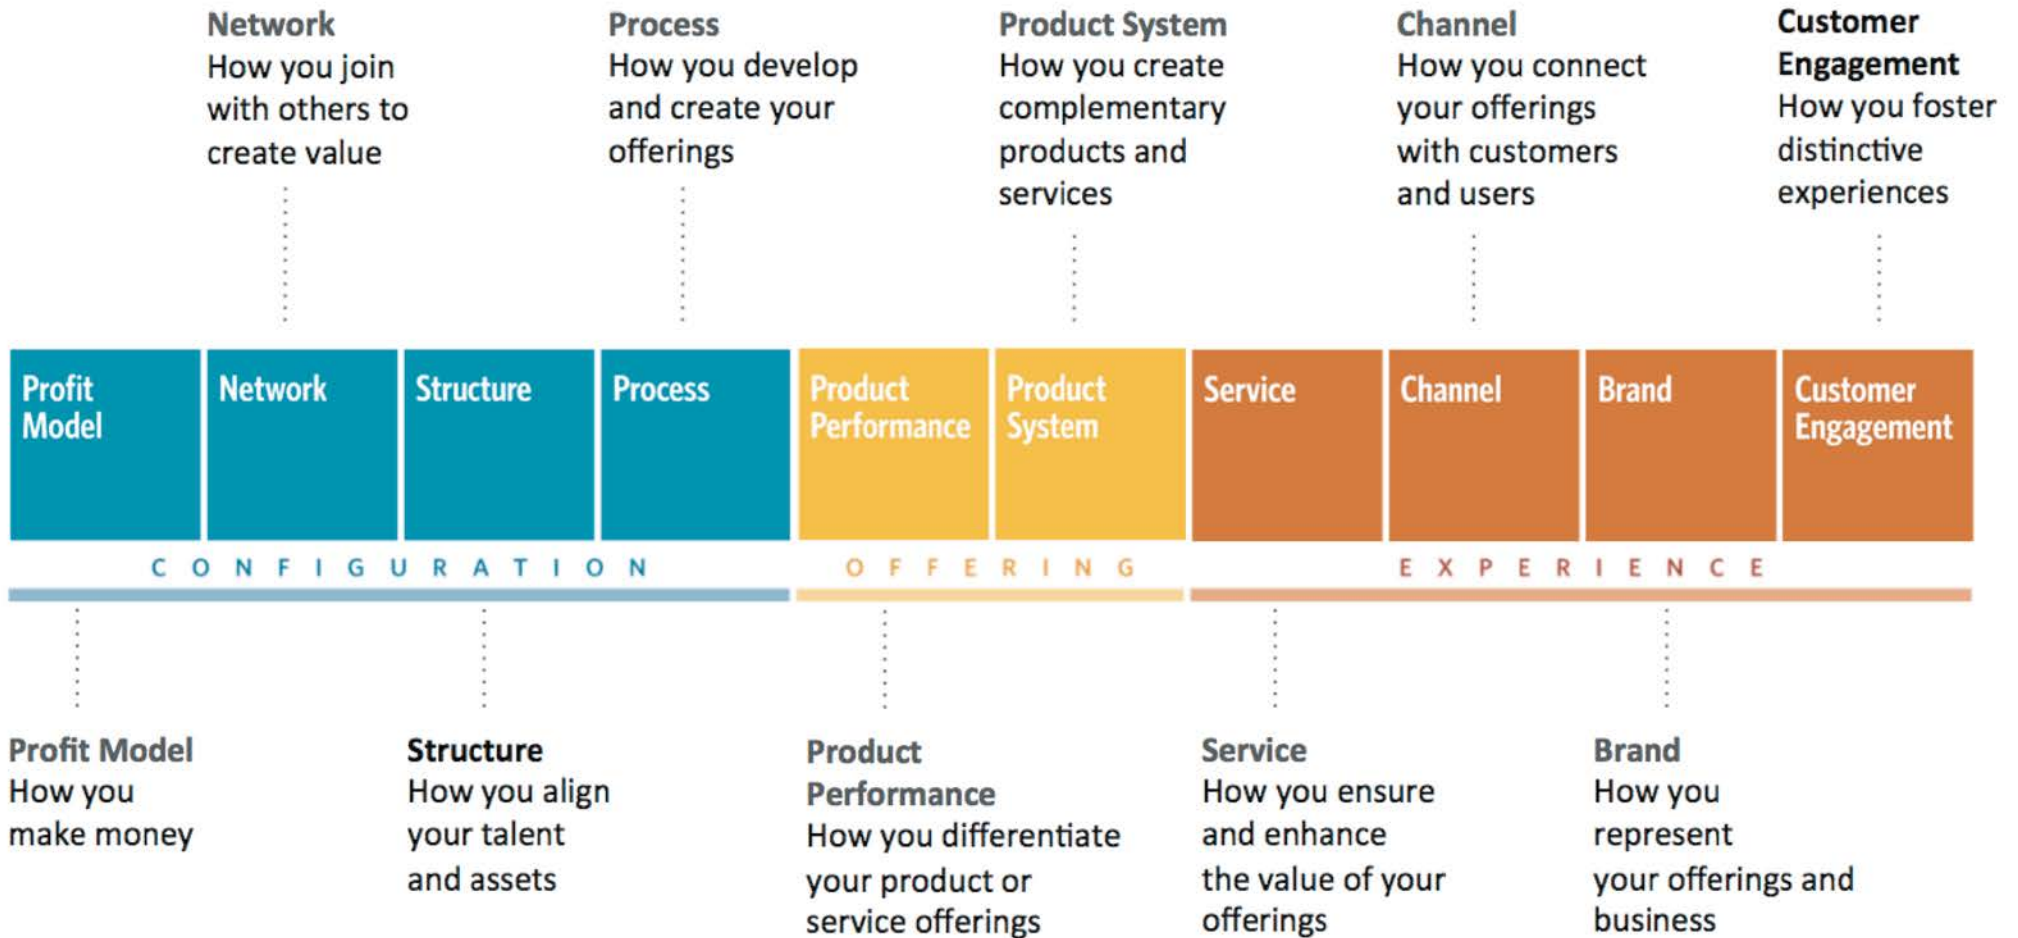 Network
How you join
with others to
create value
Process
How you develop
and create your
offerings
Product System
How you create
complementary
products and
services
Channel
How you connect
your offerings
with customers
and users
Customer
Engagement
How you foster
distinctive
experiences
Profit
Model
Network
Structure
Process
Product
Performance
Product
System
Service
Channel
Brand
Customer
Engagement
CONFIGURATION
OFFERING
EXPERIENCE
Profit Model
How you
make money
Structure
How you align
your talent
and assets
Product
Performance
How you differentiate
your product or
service offerings
Service
How you ensure
and enhance
the value of your
offerings
Brand
How you
represent
your offerings and
business